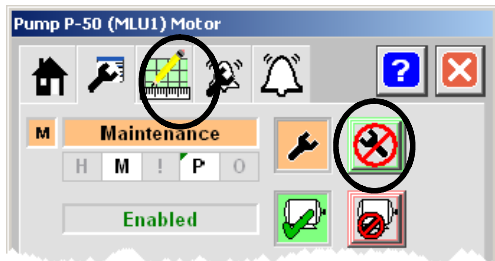 Pump P-50 (MLU1) Motor
?
M Maintenance
H M ! P O
Enabled